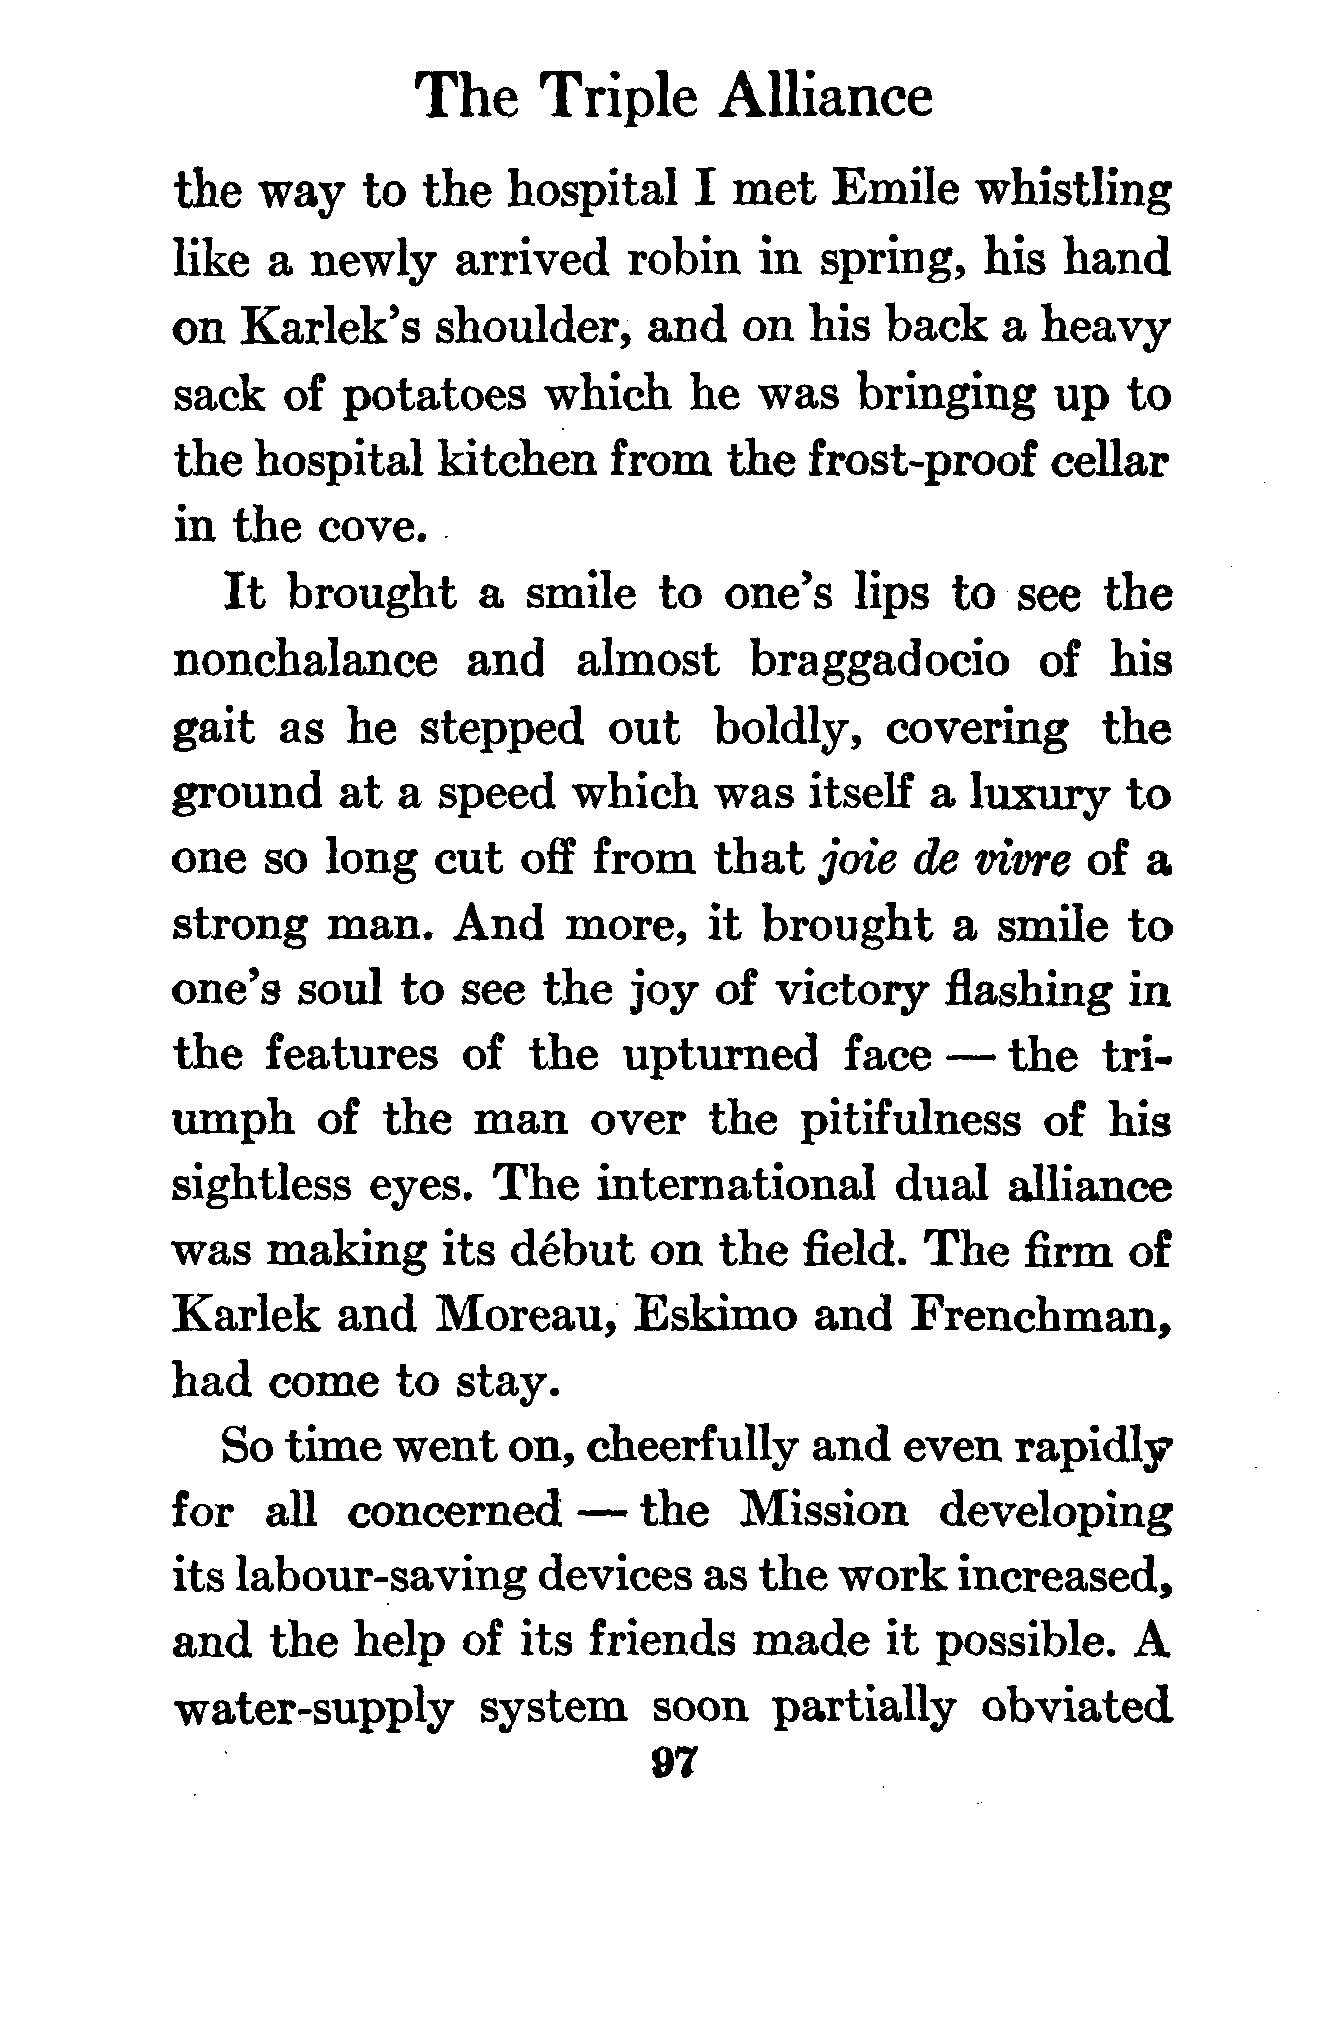 The Triple Alliance
the way to the hospital I met Emile whistling
like a newly arrived robin in spring, his hand
on Karlek's shoulder, and on his back a heavy
sack of potatoes which he was bringing up to
the hospital kitchen from the frost-proof cellar
in the cove.
It brought a smile to one's lips to see the
nonchalance and almost braggadocio of his
gait as he stepped out boldly, covering the
ground at a speed which was itself a luxury to
one so long cut off from that joie de vivre of a
strong man. And more, it brought a smile to
one's soul to see the joy of victory flashing in
the features of the upturned face — the tri-
umph of the man over the pitifulness of his
sightless eyes. The international dual alliance
was making its début on the field. The firm of
Karlek and Moreau, Eskimo and Frenchman,
had come to stay.
So time went on, cheerfully and even rapidly
for all concerned — the Mission developing
its labour-saving devices as the work increased,
and the help of its friends made it possible. A
water-supply system soon partially obviated
97